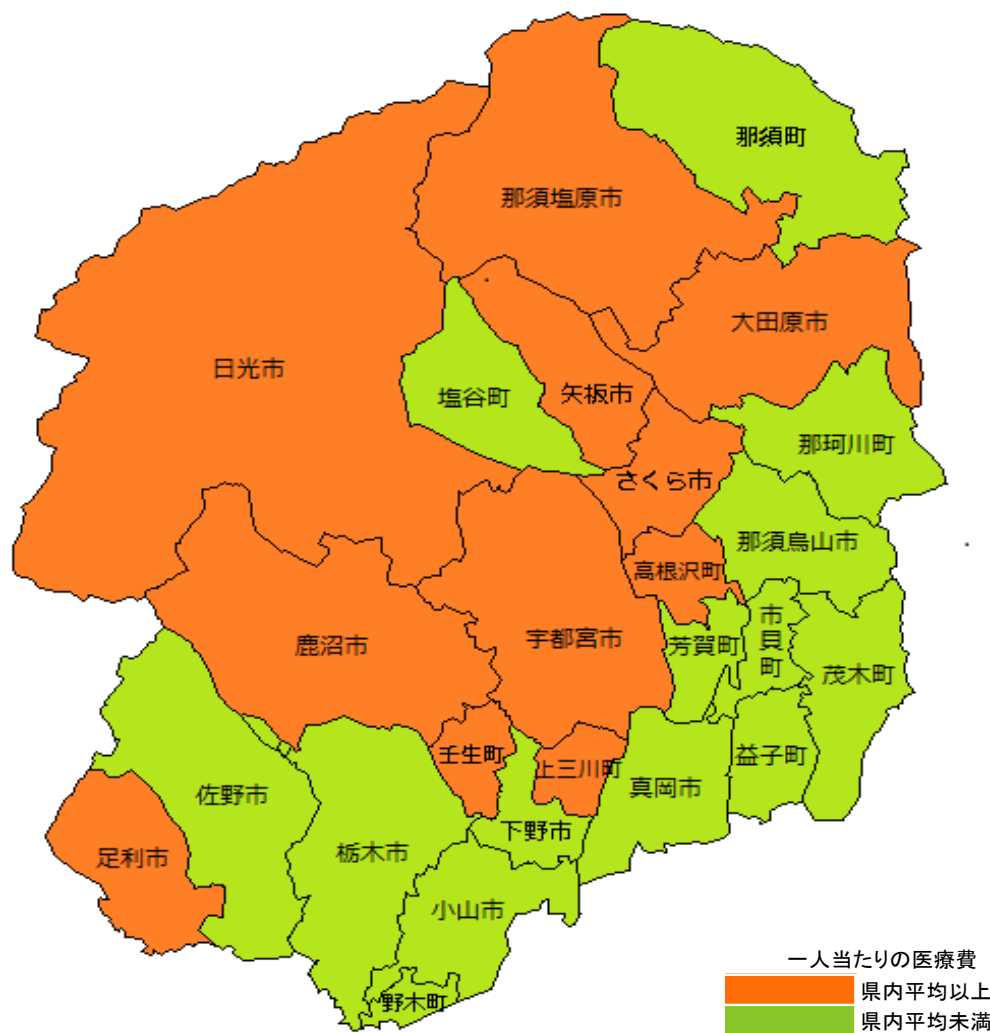 那須町
那須塩原市
大田原市
日光市
塩谷町
矢板市
那珂川町
さくら市
那須烏山市
高根沢町
市貝町
芳賀町
宇都宮市
鹿沼市
茂木町
壬生町
上三川町
益子町
真岡市
佐野市
下野市
足利市
栃木市
小山市
野木町
一人当たりの医療費
県内平均以上
県内平均未満